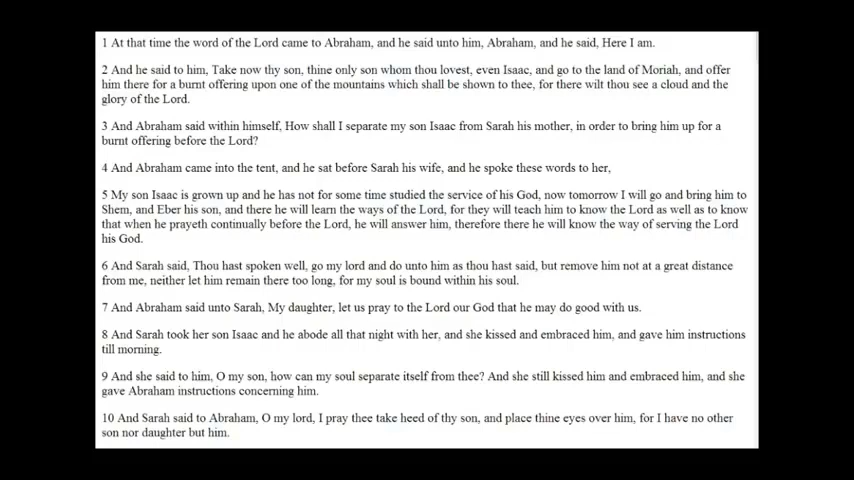 1 At that time the word of the Lord came to Abraham, and he said unto him, Abraham, and he said, Here I am.
2 And he said to him, Take now thy son, thine only son whom thou lovest, even Isaac, and go to the land of Moriah, and offer
him there for a burnt offering upon one of the mountains which shall be shown to thee, for there wilt thou see a cloud and the
glory of the Lord.
3 And Abraham said within himself, How shall I separate my son Isaac from Sarah his mother, in order to bring him up for a
burnt offering before the Lord?
4 And Abraham came into the tent, and he sat before Sarah his wife, and he spoke these words to her,
5 My son Isaac is grown up and he has not for some time studied the service of his God, now tomorrow I will go and bring him to
Shem, and Eber his son, and there he will learn the ways of the Lord, for they will teach him to know the Lord as well as to know
that when he prayeth continually before the Lord, he will answer him, therefore there he will know the way of serving the Lord
his God.
6 And Sarah said, Thou hast spoken well, go my lord and do unto him as thou hast said, but remove him not at a great distance
from me, neither let him remain there too long, for my soul is bound within his soul.
7 And Abraham said unto Sarah, My daughter, let us pray to the Lord our God that he may do good with us.
8 And Sarah took her son Isaac and he abode all that night with her, and she kissed and embraced him, and gave him instructions
till morning.
9 And she said to him, O my son, how can my soul separate itself from thee? And she still kissed him and embraced him, and she
gave Abraham instructions concerning him.
10 And Sarah said to Abraham, O my lord, I pray thee take heed of thy son, and place thine eyes over him, for I have no other
son nor daughter but him.